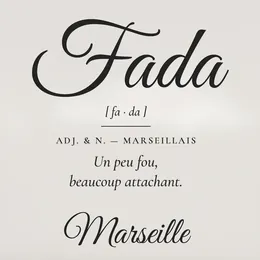 Fada
[fa · da]
ADJ. & N. — MARSEILLAIS
Un peu fou,
beaucoup attachant.
Marseille